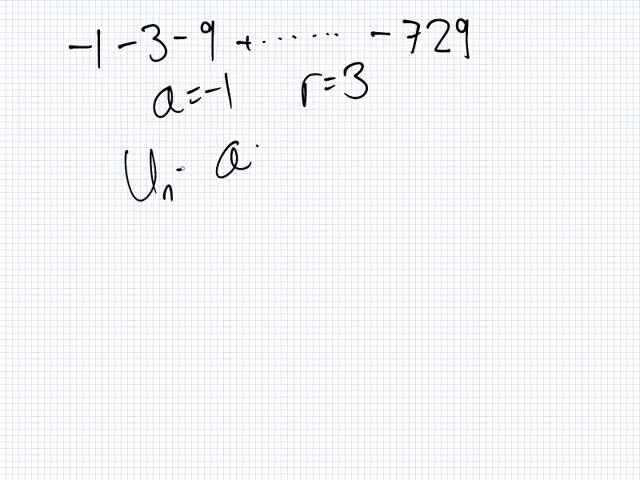 -1 - 3 - 9 + ........ - 729
a = -1 r = 3
Un = a